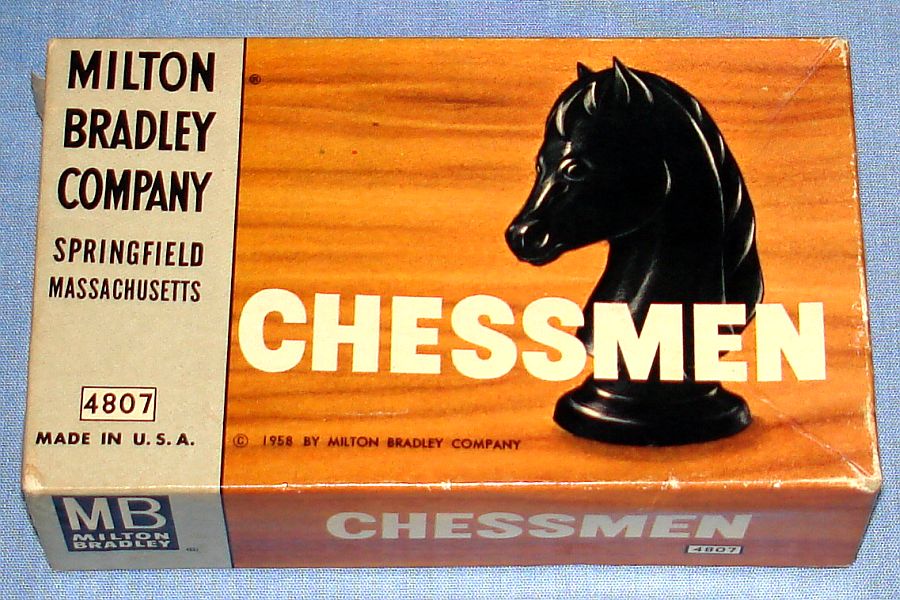 MILTON
BRADLEY
COMPANY
SPRINGFIELD
MASSACHUSETTS
4807
MADE IN U.S.A.
®
CHESSMEN
© 1958 BY MILTON BRADLEY COMPANY
MB
MILTON
BRADLEY
CHESSMEN
4807